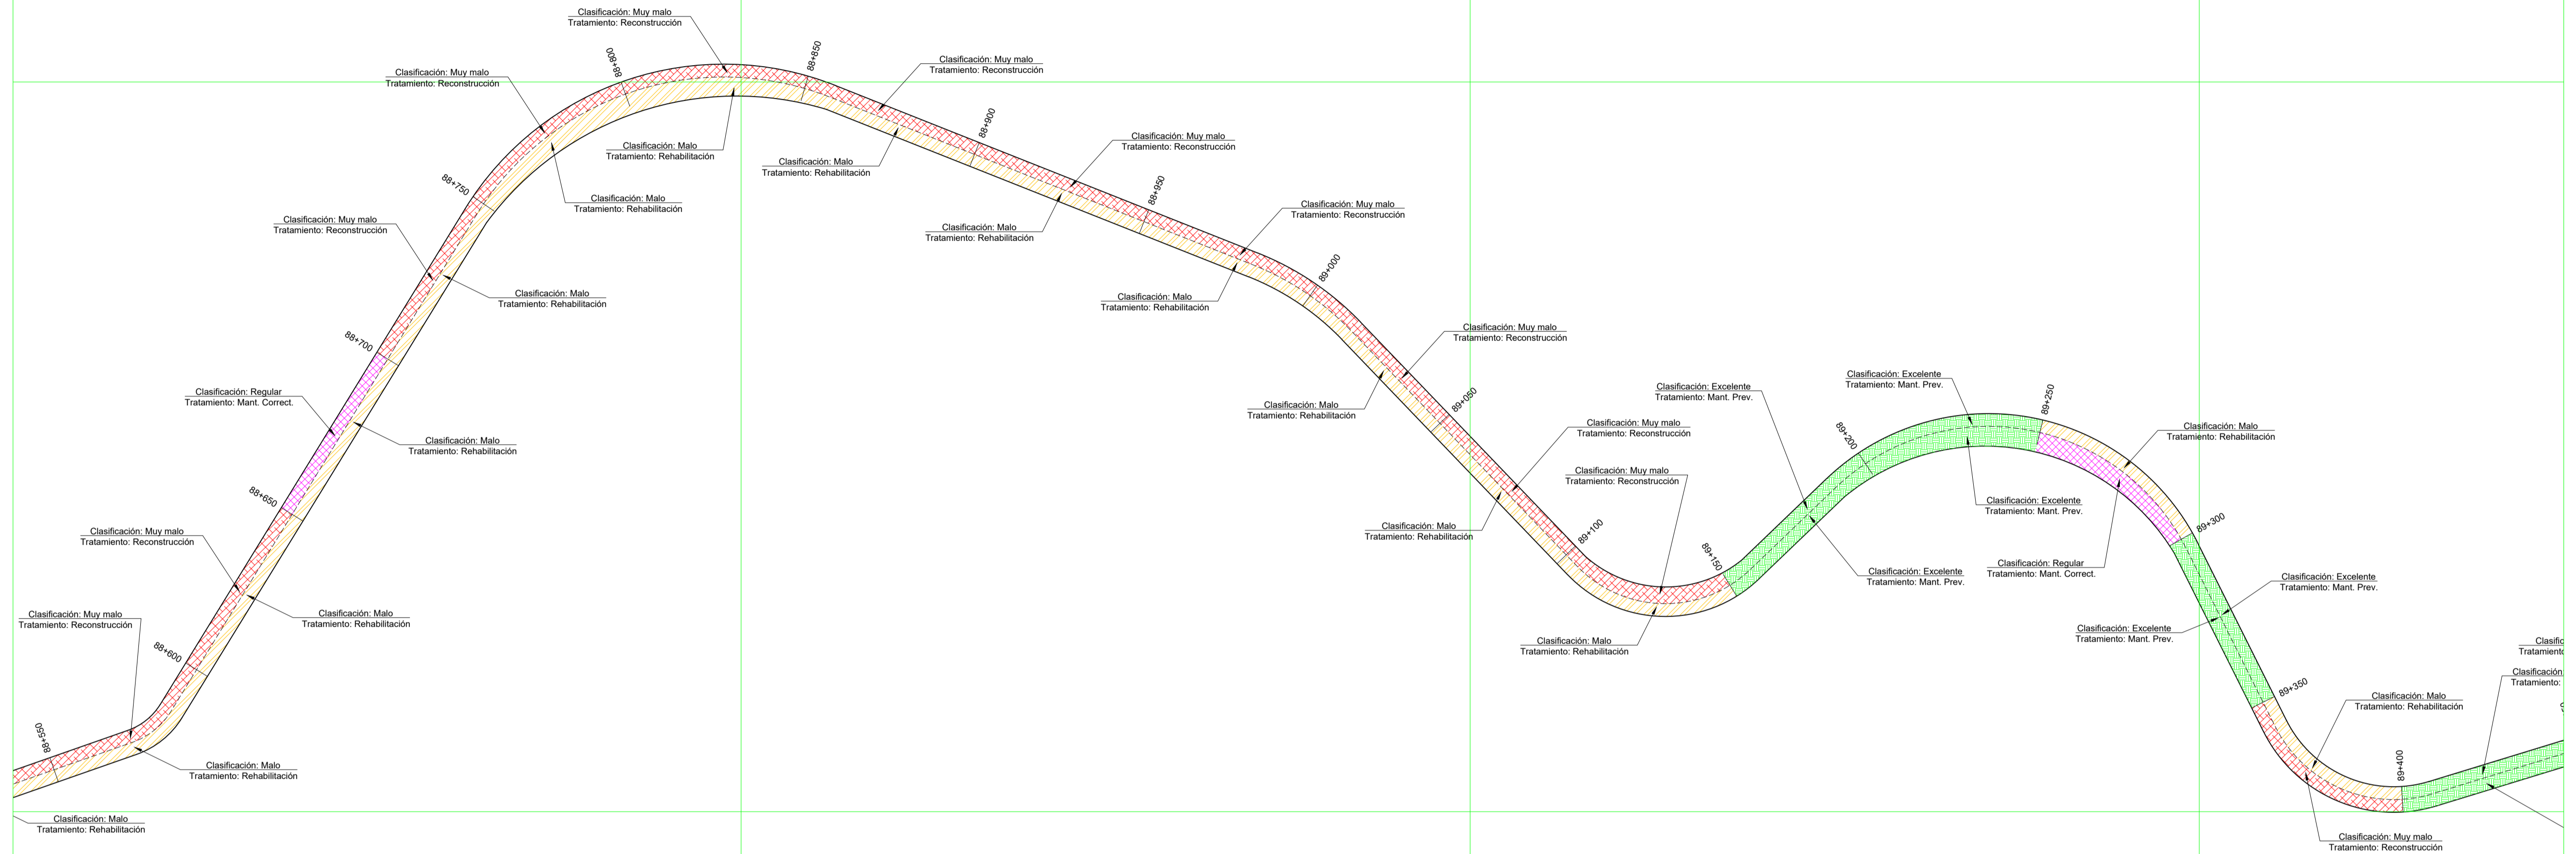 Clasificación: Muy malo
Tratamiento: Reconstrucción
88+550
Clasificación: Malo
Tratamiento: Rehabilitación
Clasificación: Malo
Tratamiento: Rehabilitación
88+600
Clasificación: Muy malo
Tratamiento: Reconstrucción
Clasificación: Malo
Tratamiento: Rehabilitación
88+650
Clasificación: Regular
Tratamiento: Mant. Correct.
Clasificación: Malo
Tratamiento: Rehabilitación
88+700
Clasificación: Muy malo
Tratamiento: Reconstrucción
Clasificación: Malo
Tratamiento: Rehabilitación
88+750
Clasificación: Muy malo
Tratamiento: Reconstrucción
Clasificación: Malo
Tratamiento: Rehabilitación
88+800
Clasificación: Muy malo
Tratamiento: Reconstrucción
Clasificación: Malo
Tratamiento: Rehabilitación
88+850
Clasificación: Muy malo
Tratamiento: Reconstrucción
Clasificación: Malo
Tratamiento: Rehabilitación
88+900
Clasificación: Muy malo
Tratamiento: Reconstrucción
Clasificación: Malo
Tratamiento: Rehabilitación
88+950
Clasificación: Muy malo
Tratamiento: Reconstrucción
Clasificación: Malo
Tratamiento: Rehabilitación
89+000
Clasificación: Muy malo
Tratamiento: Reconstrucción
Clasificación: Malo
Tratamiento: Rehabilitación
89+050
Clasificación: Muy malo
Tratamiento: Reconstrucción
Clasificación: Malo
Tratamiento: Rehabilitación
89+100
Clasificación: Muy malo
Tratamiento: Reconstrucción
Clasificación: Malo
Tratamiento: Rehabilitación
89+150
Clasificación: Excelente
Tratamiento: Mant. Prev.
Clasificación: Excelente
Tratamiento: Mant. Prev.
89+200
Clasificación: Excelente
Tratamiento: Mant. Prev.
Clasificación: Excelente
Tratamiento: Mant. Prev.
89+250
Clasificación: Malo
Tratamiento: Rehabilitación
Clasificación: Regular
Tratamiento: Mant. Correct.
89+300
Clasificación: Excelente
Tratamiento: Mant. Prev.
Clasificación: Excelente
Tratamiento: Mant. Prev.
89+350
Clasificación: Malo
Tratamiento: Rehabilitación
Clasificación: Muy malo
Tratamiento: Reconstrucción
89+400
Clasificación
Tratamiento: